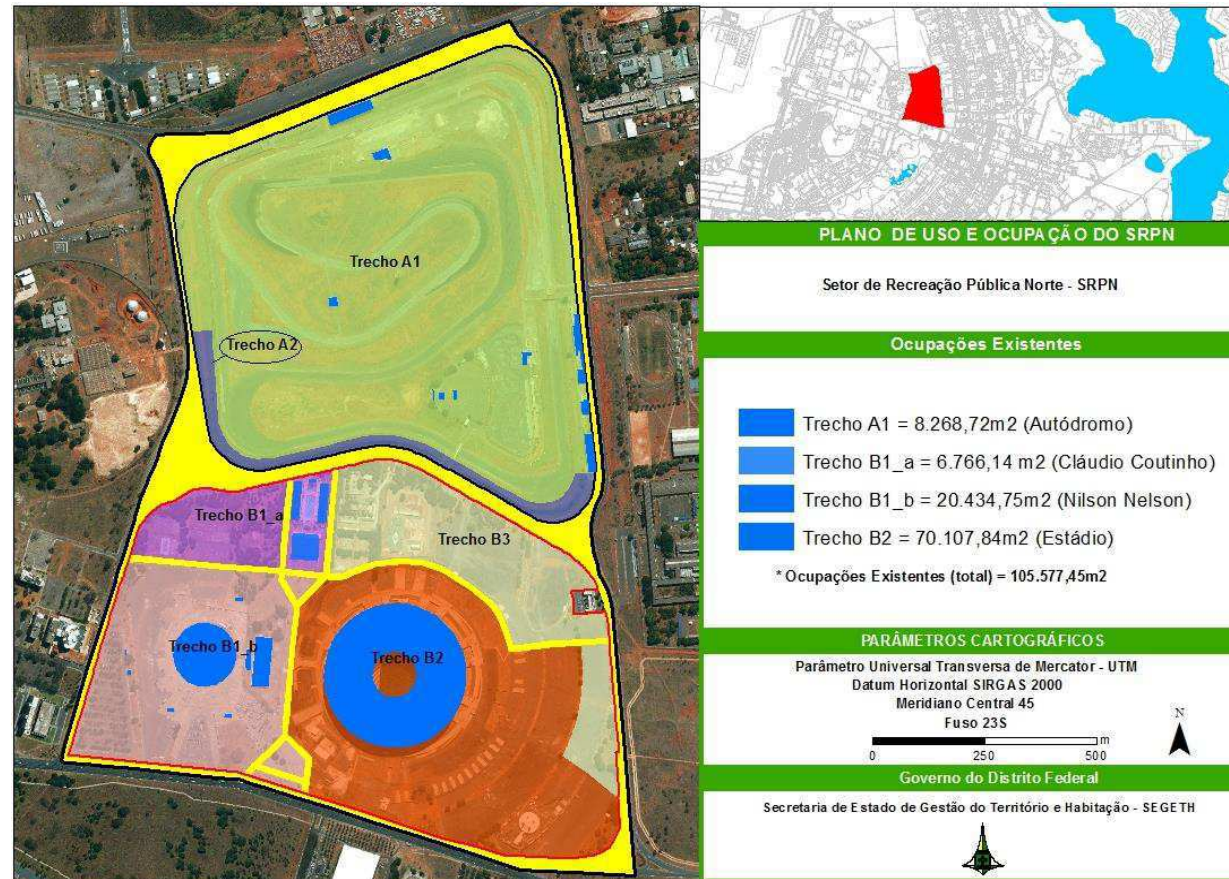 Trecho A1
Trecho A2
Trecho B1_a
Trecho B3
Trecho B1_b
Trecho B2
PLANO DE USO E OCUPAÇÃO DO SRPN
Setor de Recreação Pública Norte - SRPN
Ocupações Existentes
Trecho A1 = 8.268,72m2 (Autódromo)
Trecho B1_a = 6.766,14 m2 (Cláudio Coutinho)
Trecho B1_b = 20.434,75m2 (Nilson Nelson)
Trecho B2 = 70.107,84m2 (Estádio)
* Ocupações Existentes (total) = 105.577,45m2
PARÂMETROS CARTOGRÁFICOS
Parâmetro Universal Transversa de Mercator - UTM
Datum Horizontal SIRGAS 2000
Meridiano Central 45
Fuso 23S
N
m
0 250 500
Governo do Distrito Federal
Secretaria de Estado de Gestão do Território e Habitação - SEGETH